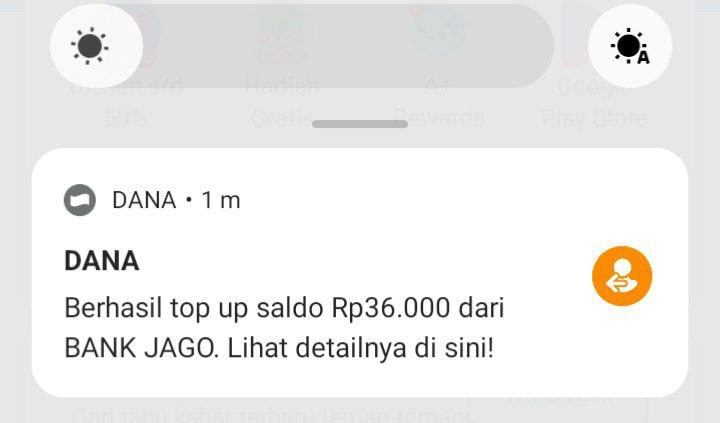 Diskon s/d
50%
Hadiah
Gratis
A+
Rewards
Google
Play Store
A
DANA • 1 m
DANA
Berhasil top up saldo Rp36.000 dari
BANK JAGO. Lihat detailnya di sini!
Cari tahu kabar terbaru teman-teman